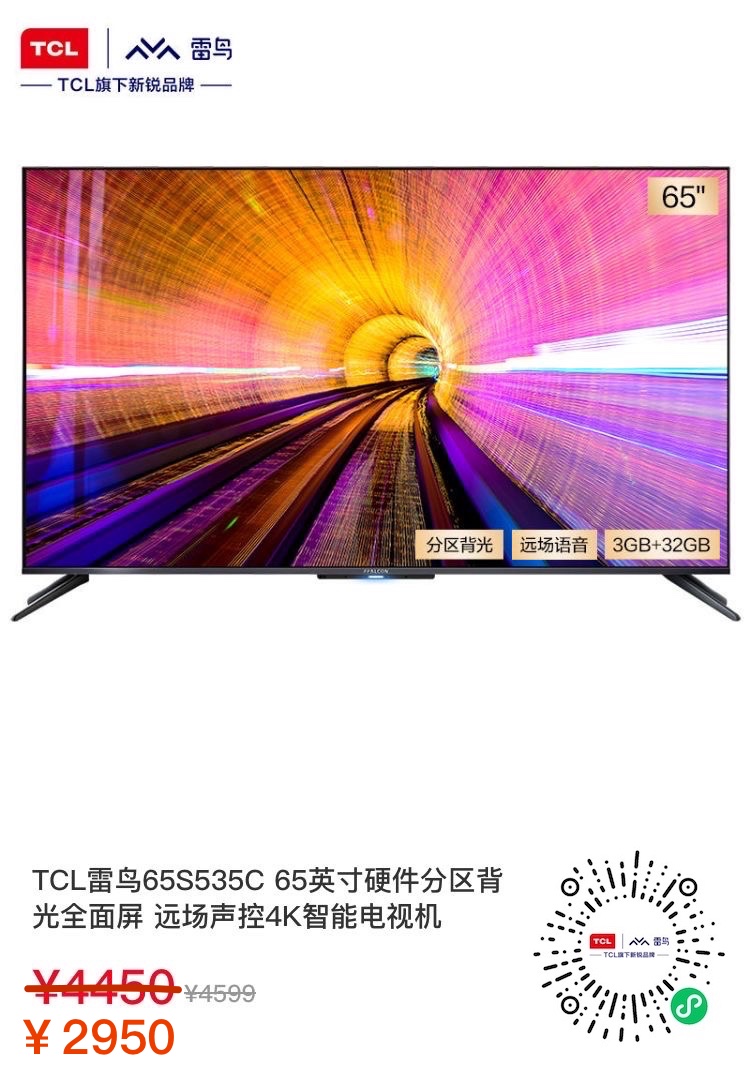 TCL 雷鸟
TCL旗下新锐品牌
65"
分区背光 远场语音 3GB+32GB
FFALCON
TCL雷鸟65S535C 65英寸硬件分区背
光全面屏 远场声控4K智能电视机
¥4450 ¥4599
¥ 2950
TCL 雷鸟
TCL旗下新锐品牌